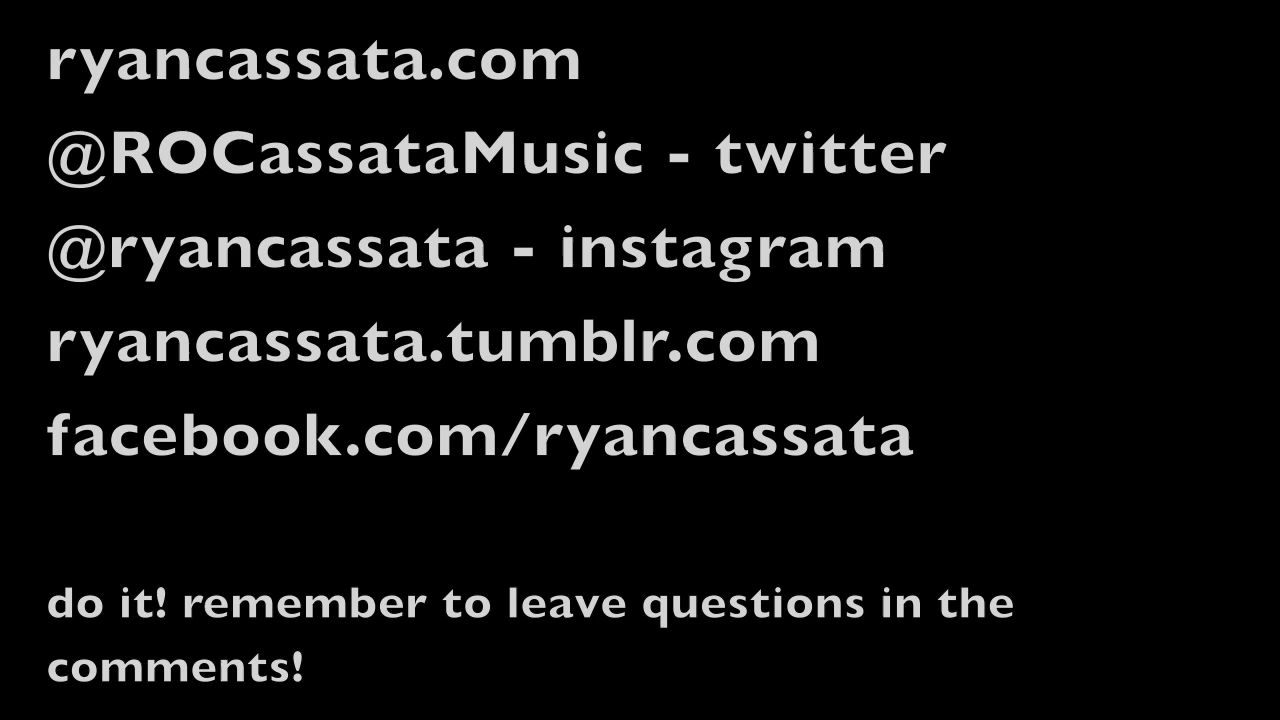 ryancassata.com
@ROCassataMusic - twitter
@ryancassata - instagram
ryancassata.tumblr.com
facebook.com/ryancassata
do it! remember to leave questions in the
comments!